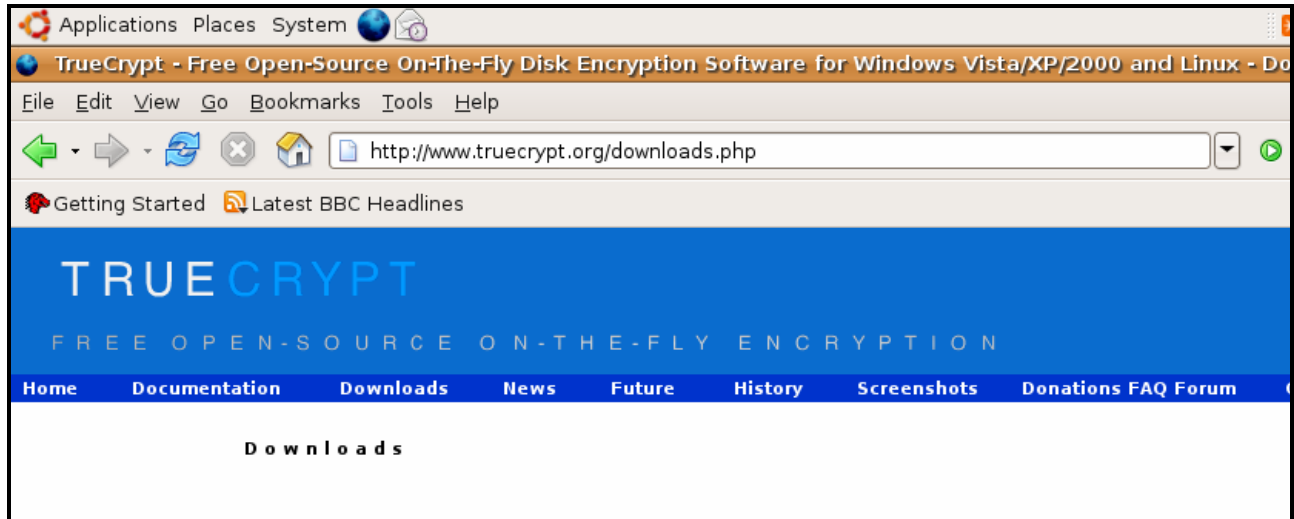 Applications Places System
TrueCrypt - Free Open-Source On-The-Fly Disk Encryption Software for Windows Vista/XP/2000 and Linux - Do
File Edit View Go Bookmarks Tools Help
http://www.truecrypt.org/downloads.php
Getting Started Latest BBC Headlines
TRUECRYPT
FREE OPEN-SOURCE ON-THE-FLY ENCRYPTION
Home Documentation Downloads News Future History Screenshots Donations FAQ Forum
Downloads